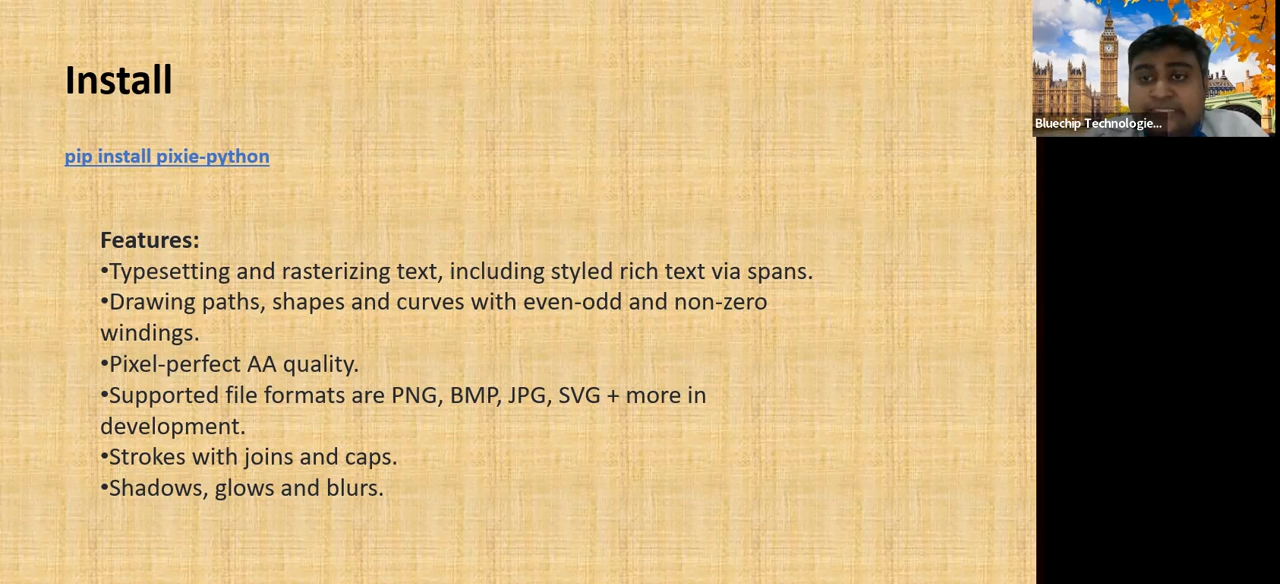 Install
pip install pixie-python
Features:
•Typesetting and rasterizing text, including styled rich text via spans.
•Drawing paths, shapes and curves with even-odd and non-zero
windings.
•Pixel-perfect AA quality.
•Supported file formats are PNG, BMP, JPG, SVG + more in
development.
•Strokes with joins and caps.
•Shadows, glows and blurs.
Bluechip Technologie...